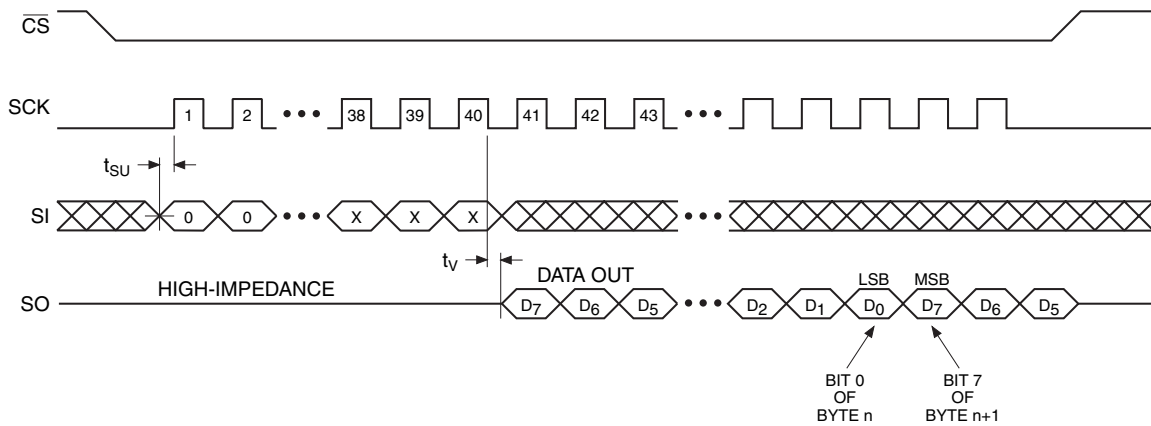 CS
SCK 1 2 ••• 38 39 40 41 42 43 •••
tSU
SI 0 0 ••• X X X •••
tV
DATA OUT
LSB MSB
HIGH-IMPEDANCE
SO D7 D6 D5 ••• D2 D1 D0 D7 D6 D5
BIT 0
OF
BYTE n
BIT 7
OF
BYTE n+1